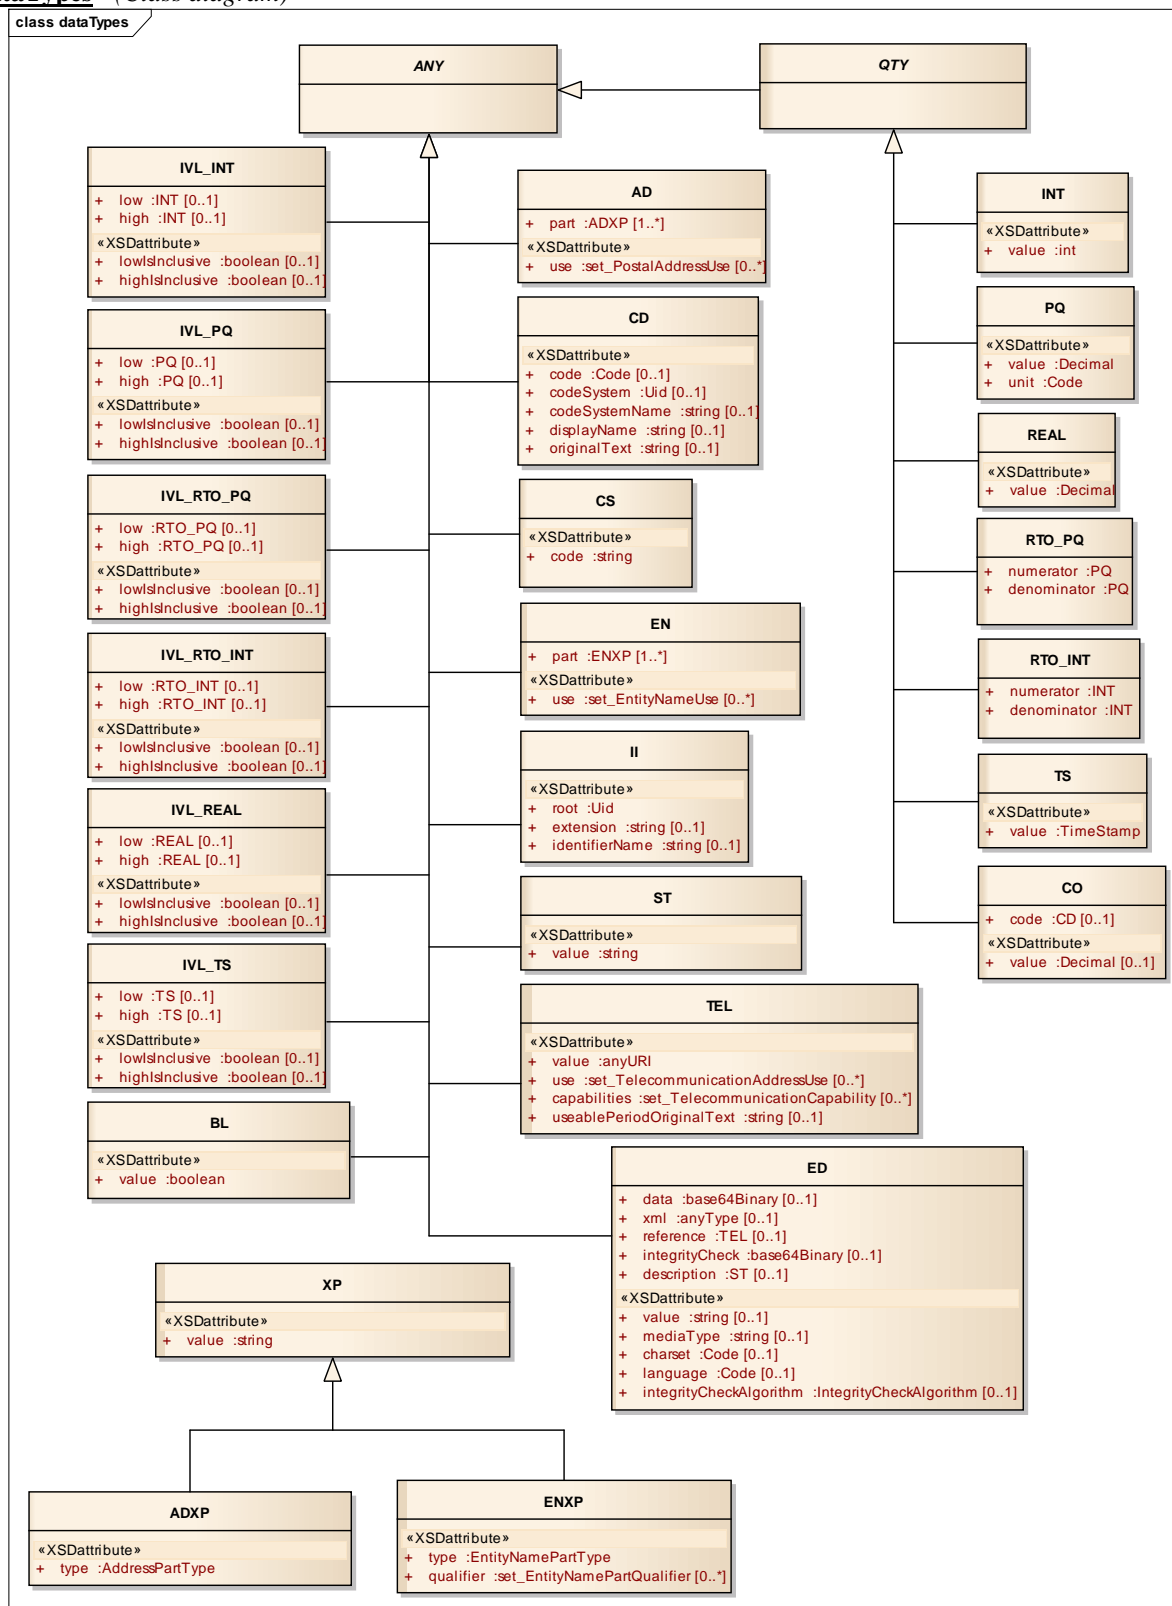 (Class diagram)
class dataTypes
ANY
QTY
IVL_INT
+ low :INT [0..1]
+ high :INT [0..1]
«XSDattribute»
+ lowIsInclusive :boolean [0..1]
+ highIsInclusive :boolean [0..1]
IVL_PQ
+ low :PQ [0..1]
+ high :PQ [0..1]
«XSDattribute»
+ lowIsInclusive :boolean [0..1]
+ highIsInclusive :boolean [0..1]
IVL_RTO_PQ
+ low :RTO_PQ [0..1]
+ high :RTO_PQ [0..1]
«XSDattribute»
+ lowIsInclusive :boolean [0..1]
+ highIsInclusive :boolean [0..1]
IVL_RTO_INT
+ low :RTO_INT [0..1]
+ high :RTO_INT [0..1]
«XSDattribute»
+ lowIsInclusive :boolean [0..1]
+ highIsInclusive :boolean [0..1]
IVL_REAL
+ low :REAL [0..1]
+ high :REAL [0..1]
«XSDattribute»
+ lowIsInclusive :boolean [0..1]
+ highIsInclusive :boolean [0..1]
IVL_TS
+ low :TS [0..1]
+ high :TS [0..1]
«XSDattribute»
+ lowIsInclusive :boolean [0..1]
+ highIsInclusive :boolean [0..1]
BL
«XSDattribute»
+ value :boolean
AD
+ part :ADXP [1..*]
«XSDattribute»
+ use :set_PostalAddressUse [0..*]
CD
«XSDattribute»
+ code :Code [0..1]
+ codeSystem :Uid [0..1]
+ codeSystemName :string [0..1]
+ displayName :string [0..1]
+ originalText :string [0..1]
CS
«XSDattribute»
+ code :string
EN
+ part :ENXP [1..*]
«XSDattribute»
+ use :set_EntityNameUse [0..*]
II
«XSDattribute»
+ root :Uid
+ extension :string [0..1]
+ identifierName :string [0..1]
ST
«XSDattribute»
+ value :string
TEL
«XSDattribute»
+ value :anyURI
+ use :set_TelecommunicationAddressUse [0..*]
+ capabilities :set_TelecommunicationCapability [0..*]
+ useablePeriodOriginalText :string [0..1]
ED
+ data :base64Binary [0..1]
+ xml :anyType [0..1]
+ reference :TEL [0..1]
+ integrityCheck :base64Binary [0..1]
+ description :ST [0..1]
«XSDattribute»
+ value :string [0..1]
+ mediaType :string [0..1]
+ charset :Code [0..1]
+ language :Code [0..1]
+ integrityCheckAlgorithm :IntegrityCheckAlgorithm [0..1]
INT
«XSDattribute»
+ value :int
PQ
«XSDattribute»
+ value :Decimal
+ unit :Code
REAL
«XSDattribute»
+ value :Decimal
RTO_PQ
+ numerator :PQ
+ denominator :PQ
RTO_INT
+ numerator :INT
+ denominator :INT
TS
«XSDattribute»
+ value :TimeStamp
CO
+ code :CD [0..1]
«XSDattribute»
+ value :Decimal [0..1]
XP
«XSDattribute»
+ value :string
ADXP
«XSDattribute»
+ type :AddressPartType
ENXP
«XSDattribute»
+ type :EntityNamePartType
+ qualifier :set_EntityNamePartQualifier [0..*]